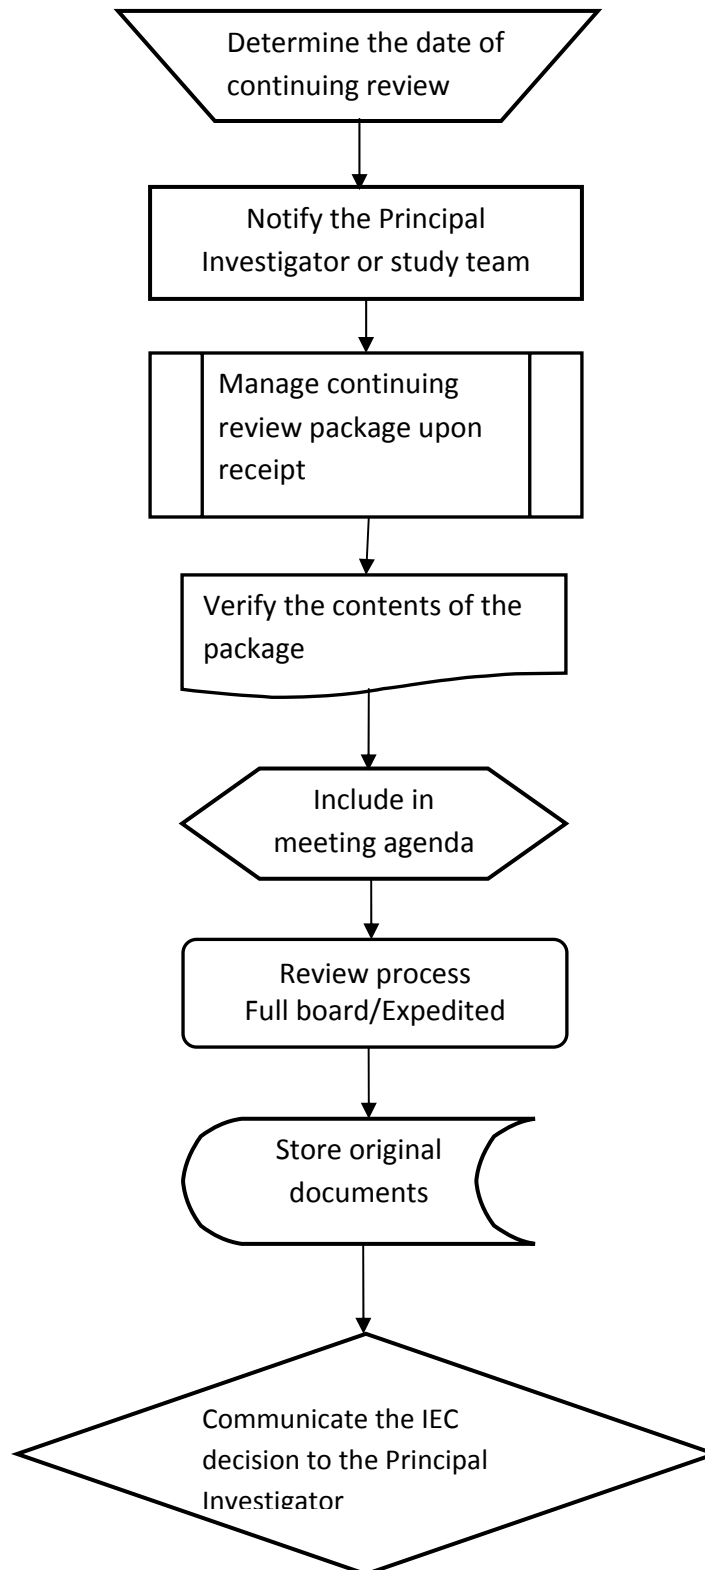 Determine the date of
continuing review
Notify the Principal
Investigator or study team
Manage continuing
review package upon
receipt
Verify the contents of the
package
Include in
meeting agenda
Review process
Full board/Expedited
Store original
documents
Communicate the IEC
decision to the Principal
Investigator